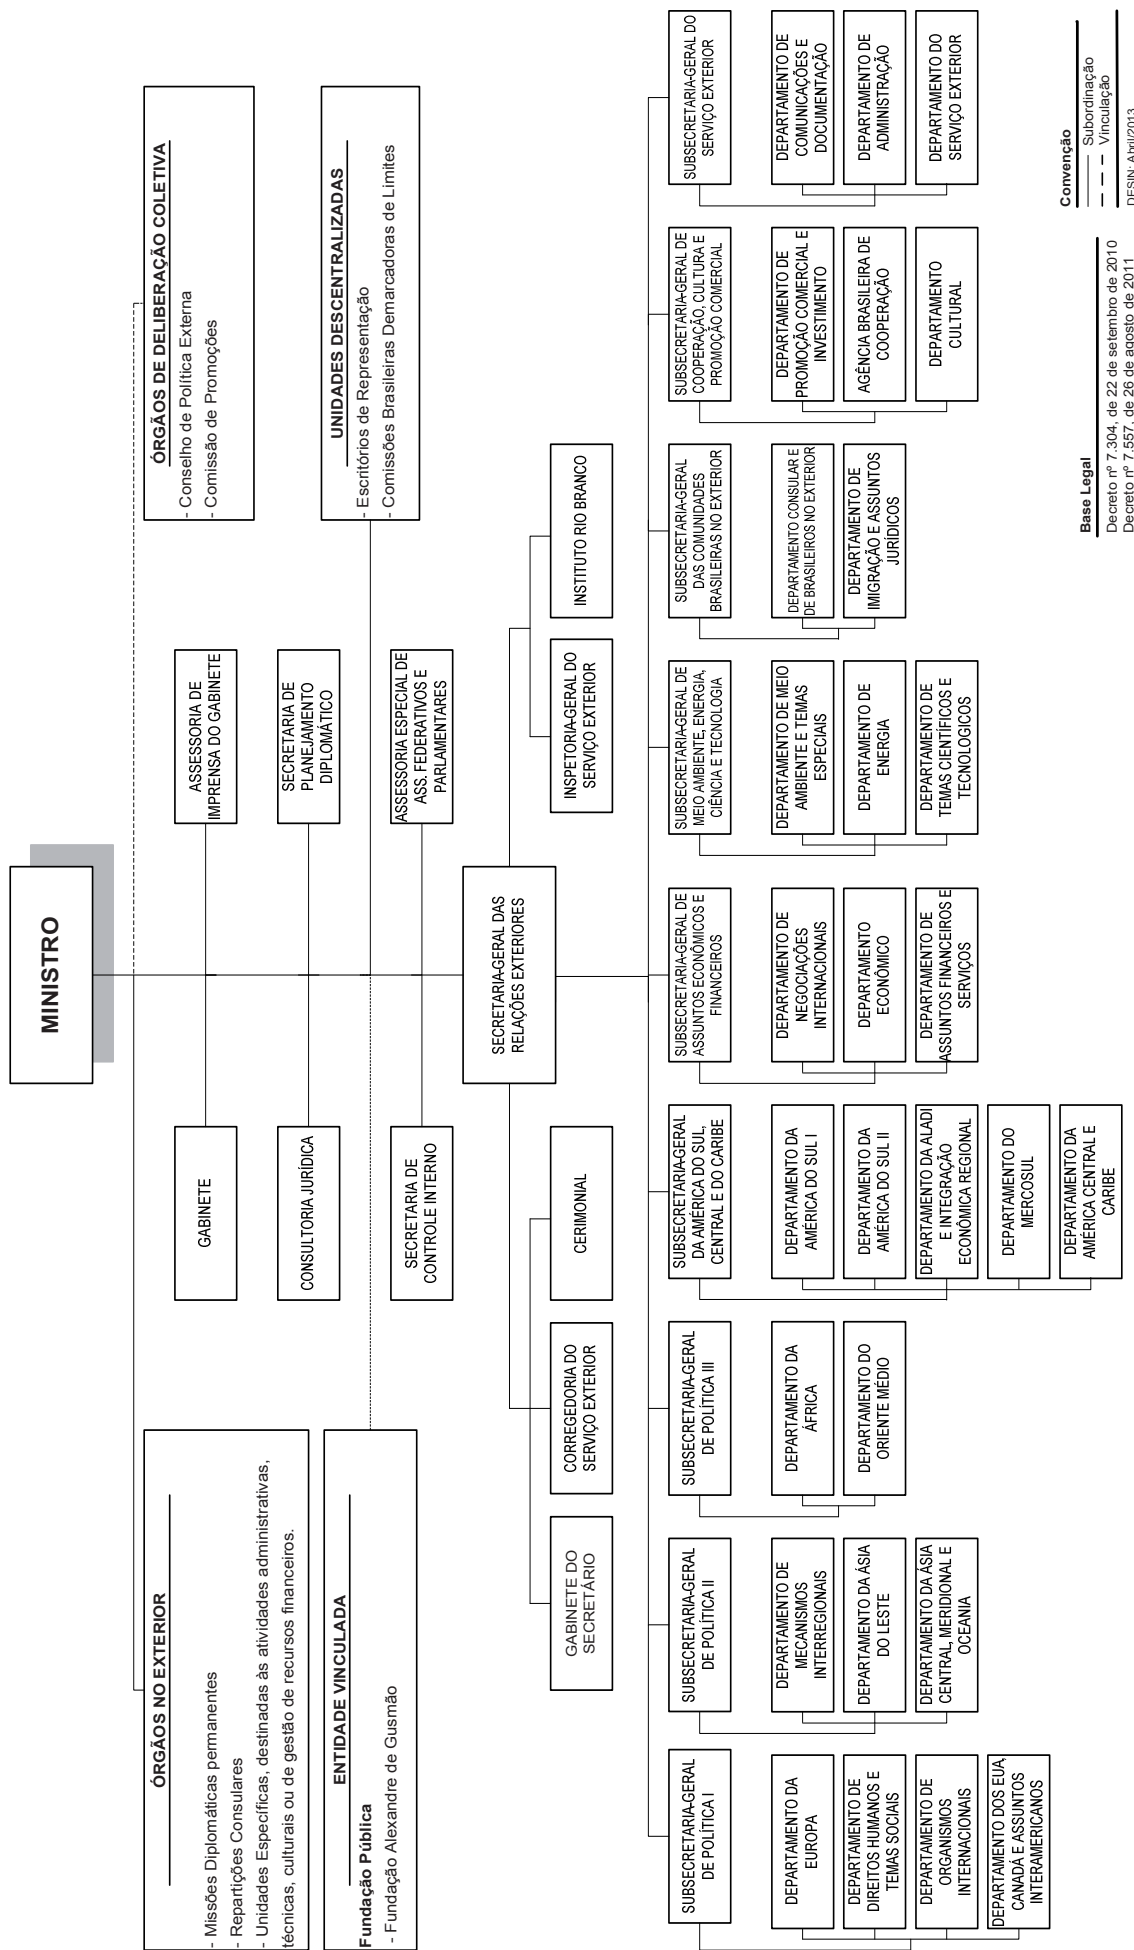 MINISTRO
ÓRGÃOS NO EXTERIOR
- Missões Diplomáticas permanentes
- Repartições Consulares
- Unidades Específicas, destinadas às atividades administrativas,
técnicas, culturais ou de gestão de recursos financeiros.
GABINETE
ASSESSORIA DE
IMPRENSA DO GABINETE
ÓRGÃOS DE DELIBERAÇÃO COLETIVA
- Conselho de Política Externa
- Comissão de Promoções
CONSULTORIA JURÍDICA
SECRETARIA DE
PLANEJAMENTO
DIPLOMÁTICO
ENTIDADE VINCULADA
Fundação Pública
- Fundação Alexandre de Gusmão
SECRETARIA DE
CONTROLE INTERNO
ASSESSORIA ESPECIAL DE
ASS. FEDERATIVOS E
PARLAMENTARES
UNIDADES DESCENTRALIZADAS
- Escritórios de Representação
- Comissões Brasileiras Demarcadoras de Limites
SECRETARIA-GERAL DAS
RELAÇÕES EXTERIORES
GABINETE DO
SECRETÁRIO
CORREGEDORIA DO
SERVIÇO EXTERIOR
CERIMONIAL
INSPETORIA-GERAL DO
SERVIÇO EXTERIOR
INSTITUTO RIO BRANCO
SUBSECRETARIA-GERAL
DE POLÍTICA I
DEPARTAMENTO DA
EUROPA
DEPARTAMENTO DE
DIREITOS HUMANOS E
TEMAS SOCIAIS
DEPARTAMENTO DE
ORGANISMOS
INTERNACIONAIS
DEPARTAMENTO DOS EUA,
CANADÁ E ASSUNTOS
INTERAMERICANOS
SUBSECRETARIA-GERAL
DE POLÍTICA II
DEPARTAMENTO DE
MECANISMOS
INTERREGIONAIS
DEPARTAMENTO DA ÁSIA
DO LESTE
DEPARTAMENTO DA ÁSIA
CENTRAL, MERIDIONAL E
OCEANIA
SUBSECRETARIA-GERAL
DE POLÍTICA III
DEPARTAMENTO DA
ÁFRICA
DEPARTAMENTO DO
ORIENTE MÉDIO
SUBSECRETARIA-GERAL
DA AMÉRICA DO SUL,
CENTRAL E DO CARIBE
DEPARTAMENTO DA
AMÉRICA DO SUL I
DEPARTAMENTO DA
AMÉRICA DO SUL II
DEPARTAMENTO DA ALADI
E INTEGRAÇÃO
ECONÔMICA REGIONAL
DEPARTAMENTO DO
MERCOSUL
DEPARTAMENTO DA
AMÉRICA CENTRAL E
CARIBE
SUBSECRETARIA-GERAL DE
ASSUNTOS ECONÔMICOS E
FINANCEIROS
DEPARTAMENTO DE
NEGOCIAÇÕES
INTERNACIONAIS
DEPARTAMENTO
ECONÔMICO
DEPARTAMENTO DE
ASSUNTOS FINANCEIROS E
SERVIÇOS
SUBSECRETARIA-GERAL DE
MEIO AMBIENTE, ENERGIA,
CIÊNCIA E TECNOLOGIA
DEPARTAMENTO DE MEIO
AMBIENTE E TEMAS
ESPECIAIS
DEPARTAMENTO DE
ENERGIA
DEPARTAMENTO DE
TEMAS CIENTÍFICOS E
TECNOLOGICOS
SUBSECRETARIA-GERAL
DAS COMUNIDADES
BRASILEIRAS NO EXTERIOR
DEPARTAMENTO CONSULAR E
DE BRASILEIROS NO EXTERIOR
DEPARTAMENTO DE
IMIGRAÇÃO E ASSUNTOS
JURÍDICOS
SUBSECRETARIA-GERAL DE
COOPERAÇÃO, CULTURA E
PROMOÇÃO COMERCIAL
DEPARTAMENTO DE
PROMOÇÃO COMERCIAL E
INVESTIMENTO
AGÊNCIA BRASILEIRA DE
COOPERAÇÃO
DEPARTAMENTO
CULTURAL
SUBSECRETARIA-GERAL DO
SERVIÇO EXTERIOR
DEPARTAMENTO DE
COMUNICAÇÕES E
DOCUMENTAÇÃO
DEPARTAMENTO DE
ADMINISTRAÇÃO
DEPARTAMENTO DO
SERVIÇO EXTERIOR
Base Legal
Decreto nº 7.304, de 22 de setembro de 2010
Decreto nº 7.557, de 26 de agosto de 2011
Convenção
Subordinação
Vinculação
DESIN: Abril/2013